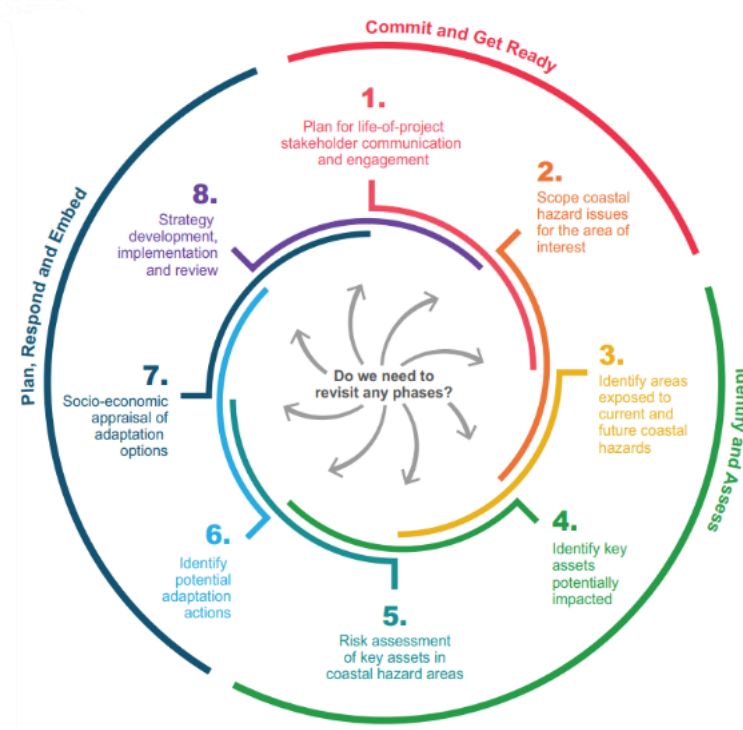 Commit and Get Ready
1.
Plan for life-of-project
stakeholder communication
and engagement
2.
Scope coastal
hazard issues
for the area of
interest
Identify and Assess
3.
Identify areas
exposed to
current and
future coastal
hazards
4.
Identify key
assets
potentially
impacted
5.
Risk assessment
of key assets in
coastal hazard areas
Plan, Respond and Embed
6.
Identify
potential
adaptation
actions
7.
Socio-economic
appraisal of
adaptation
options
8.
Strategy
development,
implementation
and review
Do we need to
revisit any phases?